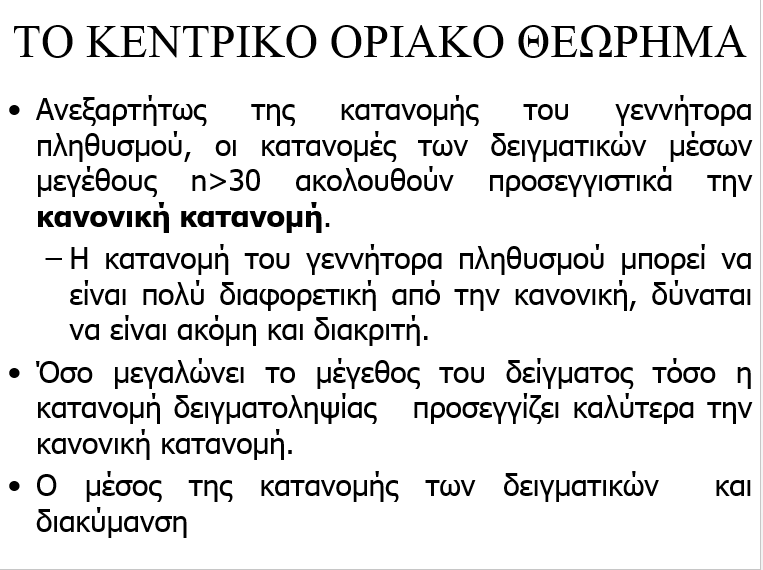 ΤΟ ΚΕΝΤΡΙΚΟ ΟΡΙΑΚΟ ΘΕΩΡΗΜΑ
• Ανεξαρτήτως της κατανομής του γεννήτορα
πληθυσμού, οι κατανομές των δειγματικών μέσων
μεγέθους n>30 ακολουθούν προσεγγιστικά την
κανονική κατανομή.
– Η κατανομή του γεννήτορα πληθυσμού μπορεί να
είναι πολύ διαφορετική από την κανονική, δύναται
να είναι ακόμη και διακριτή.
• Όσο μεγαλώνει το μέγεθος του δείγματος τόσο η
κατανομή δειγματοληψίας προσεγγίζει καλύτερα την
κανονική κατανομή.
• Ο μέσος της κατανομής των δειγματικών και
διακύμανση